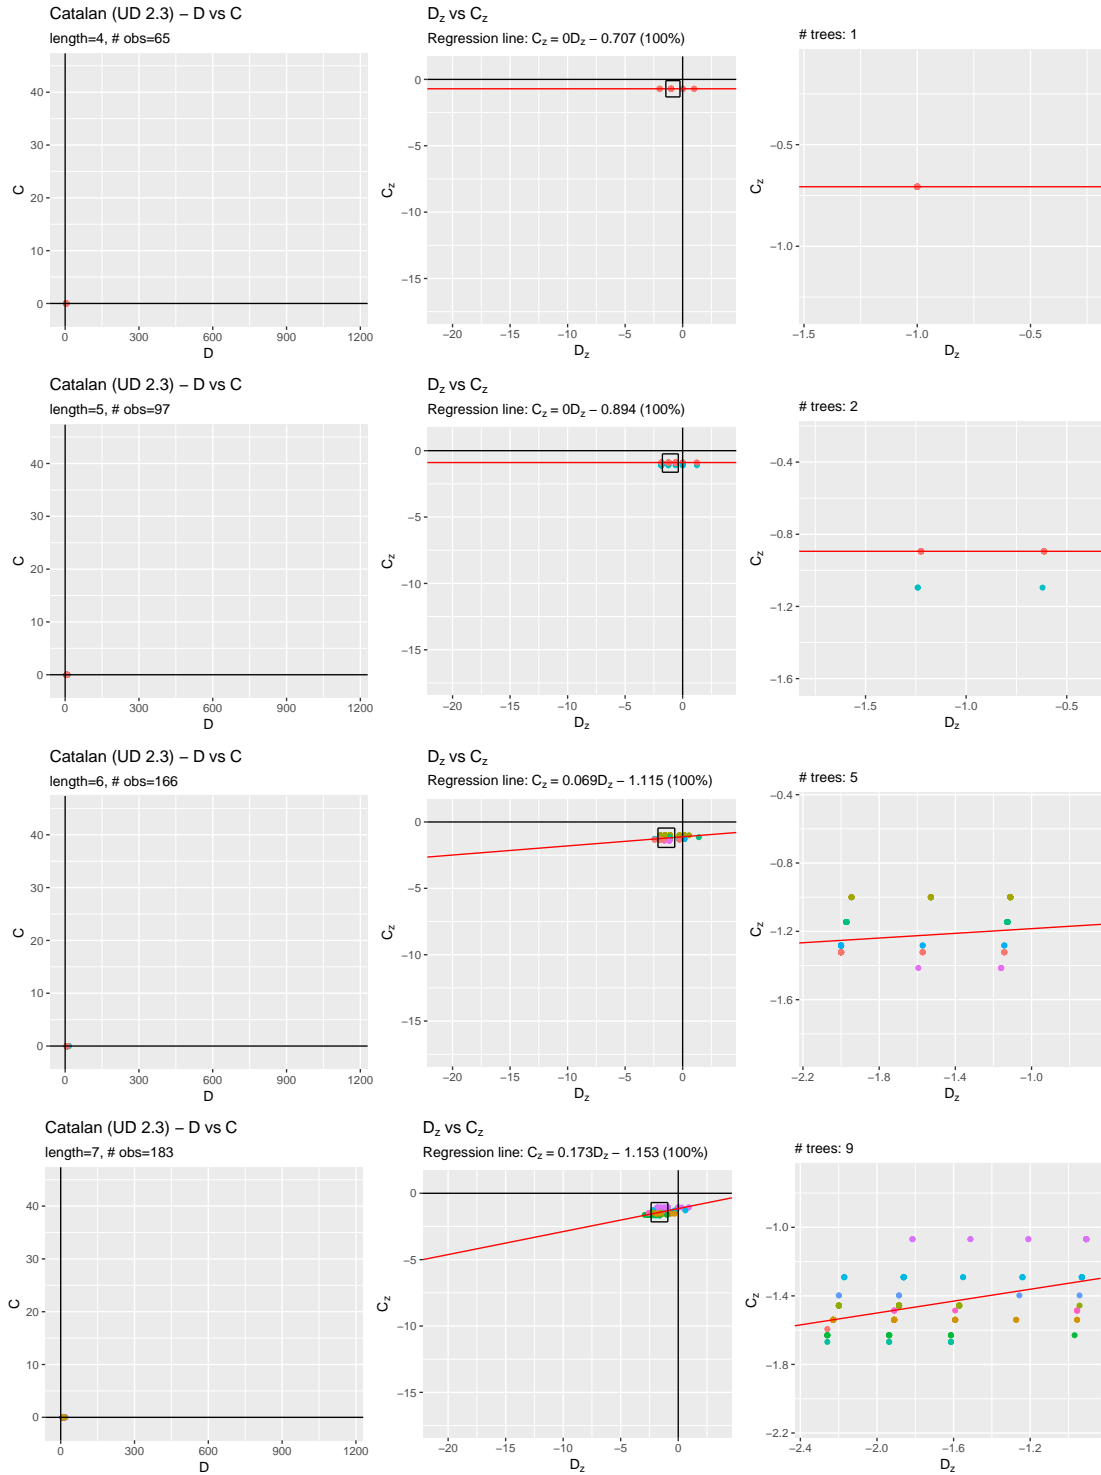 Catalan (UD 2.3) − D vs C
length=4, # obs=65
40
30
20
10
0
C
0 300 600 900 1200
D
D_z vs C_z
Regression line: C_z = 0D_z − 0.707 (100%)
0
−5
−10
−15
C_z
−20 −15 −10 −5 0
D_z
# trees: 1
−0.5
−1.0
C_z
−1.5 −1.0 −0.5
D_z
Catalan (UD 2.3) − D vs C
length=5, # obs=97
40
30
20
10
0
C
0 300 600 900 1200
D
D_z vs C_z
Regression line: C_z = 0D_z − 0.894 (100%)
0
−5
−10
−15
C_z
−20 −15 −10 −5 0
D_z
# trees: 2
−0.4
−0.8
−1.2
−1.6
C_z
−1.5 −1.0 −0.5
D_z
Catalan (UD 2.3) − D vs C
length=6, # obs=166
40
30
20
10
0
C
0 300 600 900 1200
D
D_z vs C_z
Regression line: C_z = 0.069D_z − 1.115 (100%)
0
−5
−10
−15
C_z
−20 −15 −10 −5 0
D_z
# trees: 5
−0.4
−0.8
−1.2
−1.6
C_z
−2.2 −1.8 −1.4 −1.0
D_z
Catalan (UD 2.3) − D vs C
length=7, # obs=183
40
30
20
10
0
C
0 300 600 900 1200
D
D_z vs C_z
Regression line: C_z = 0.173D_z − 1.153 (100%)
0
−5
−10
−15
C_z
−20 −15 −10 −5 0
D_z
# trees: 9
−1.0
−1.4
−1.8
−2.2
C_z
−2.4 −2.0 −1.6 −1.2
D_z